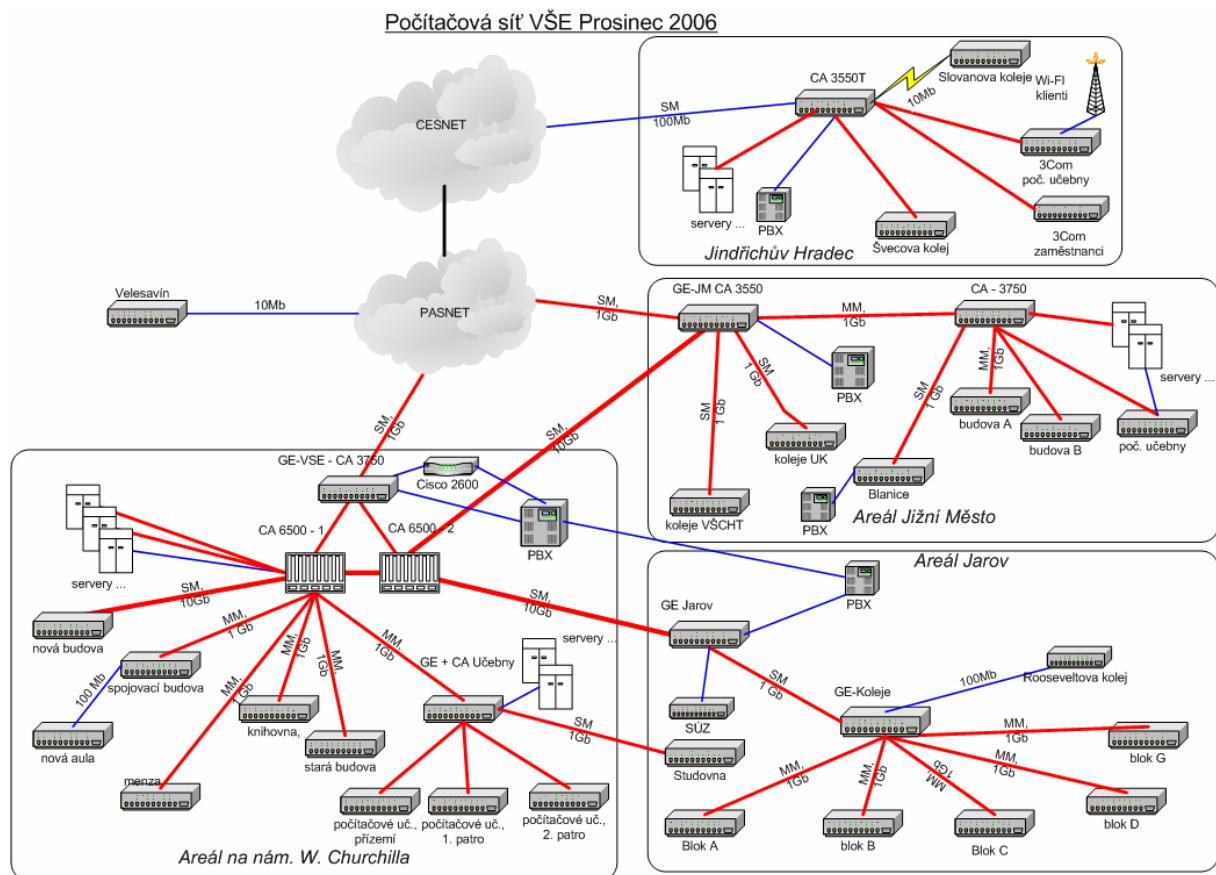 Počítačová síť VŠE Prosinec 2006
CESNET
SM
100Mb
CA 3550T
10Mb
Slovanova koleje
Wi-FI
klienti
3Com
poč. učebny
3Com
zaměstnanci
servery ...
PBX
Švecova kolej
Jindřichův Hradec
Velesavín
10Mb
PASNET
SM,
1Gb
GE-JM CA 3550
MM,
1Gb
CA - 3750
servery ...
PBX
SM
1 Gb
SM
1 Gb
SM
1 Gb
MM,
1Gb
budova A
budova B
poč. učebny
koleje UK
koleje VŠCHT
Blanice
PBX
Areál Jižní Město
SM,
1Gb
SM,
10Gb
GE-VSE - CA 3750
Cisco 2600
PBX
CA 6500 - 1
CA 6500 - 2
servery ...
SM,
10Gb
nová budova
MM,
1 Gb
spojovací budova
100 Mb
nová aula
MM,
1 Gb
menza
MM,
1Gb
knihovna,
MM,
1Gb
stará budova
MM,
1Gb
GE + CA Učebny
servery ...
SM
1Gb
počítačové uč.,
přízemí
počítačové uč.,
1. patro
počítačové uč.,
2. patro
Areál na nám. W. Churchilla
SM,
10Gb
Areál Jarov
GE Jarov
PBX
SÚZ
Studovna
SM
1 Gb
GE-Koleje
100Mb
Rooseveltova kolej
MM,
1Gb
blok G
MM,
1Gb
blok D
MM,
1Gb
Blok C
MM,
1Gb
blok B
MM,
1Gb
Blok A